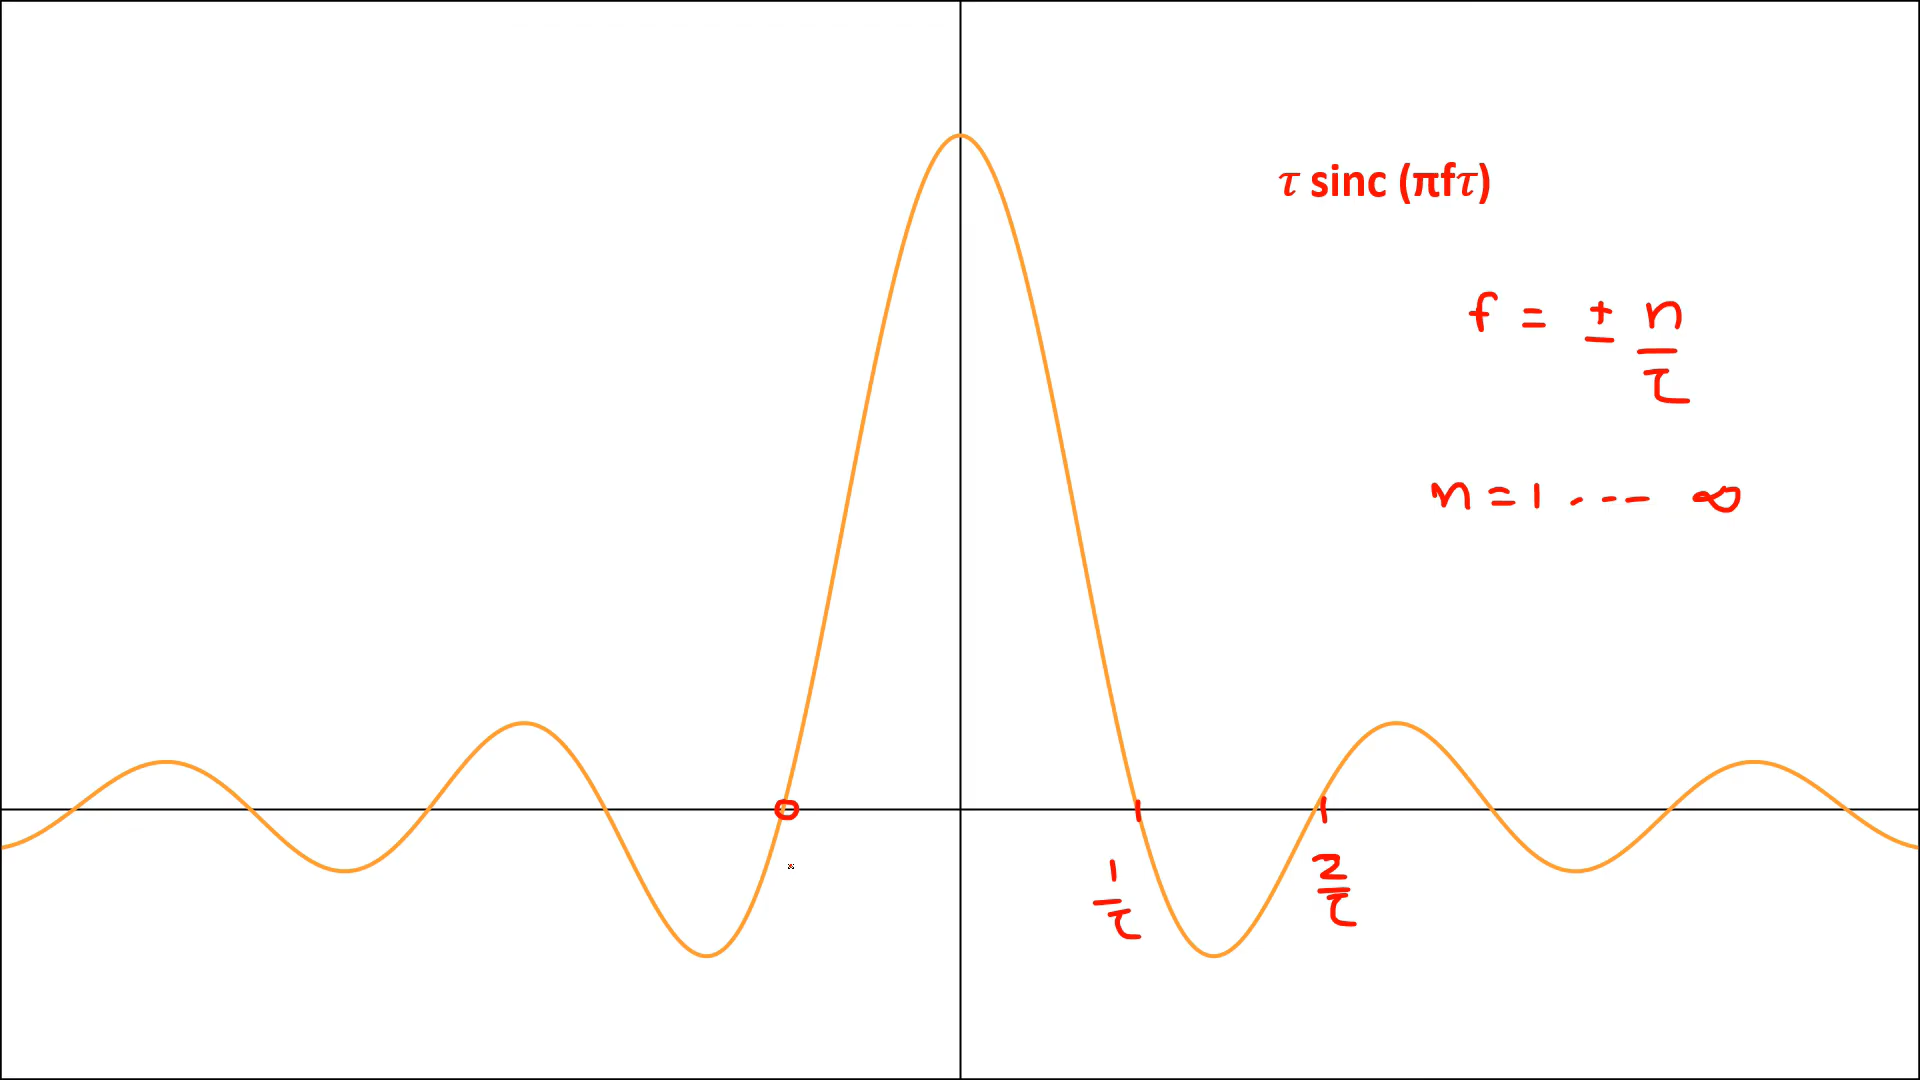 τ sinc (πfτ)
f = ± n/τ
n = 1 .--- ∞
1/τ
2/τ